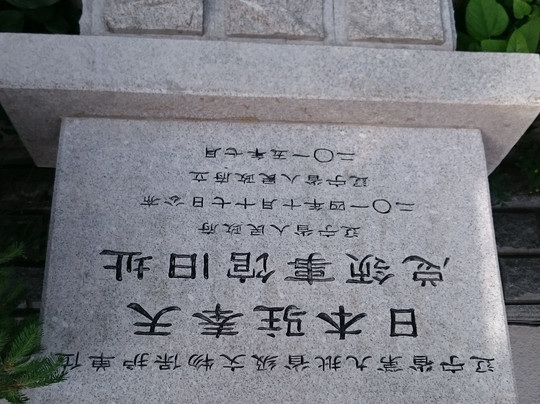 辽宁省第九批省级文物保护单位
日本驻奉天
总领事馆旧址
辽宁省人民政府
二〇一四年十月十七日公布
辽宁省人民政府立
二〇一五年七月